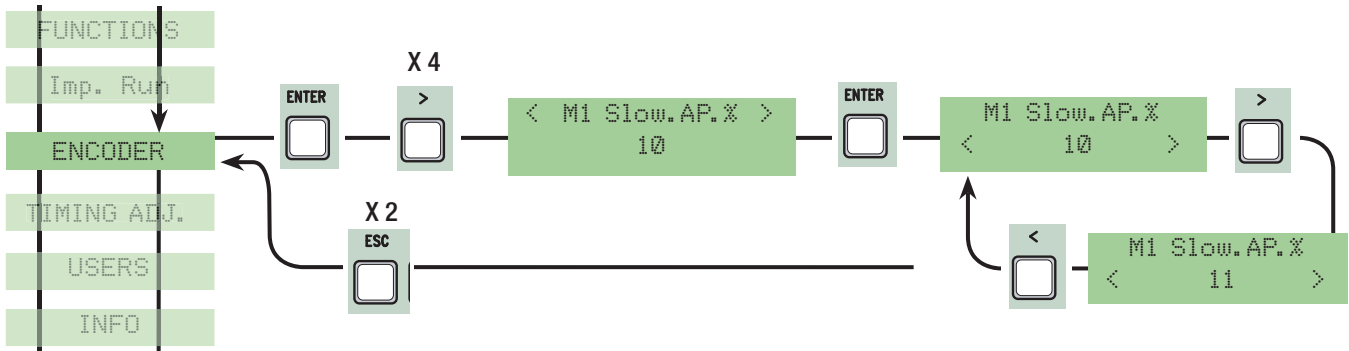 FUNCTIONS
Imp. Run
ENCODER
TIMING ADJ.
USERS
INFO
ENTER
X 4
>
< M1 Slow.AP.% >
10
ENTER
M1 Slow.AP.%
< 10 >
>
X 2
ESC
<
M1 Slow.AP.%
< 11 >